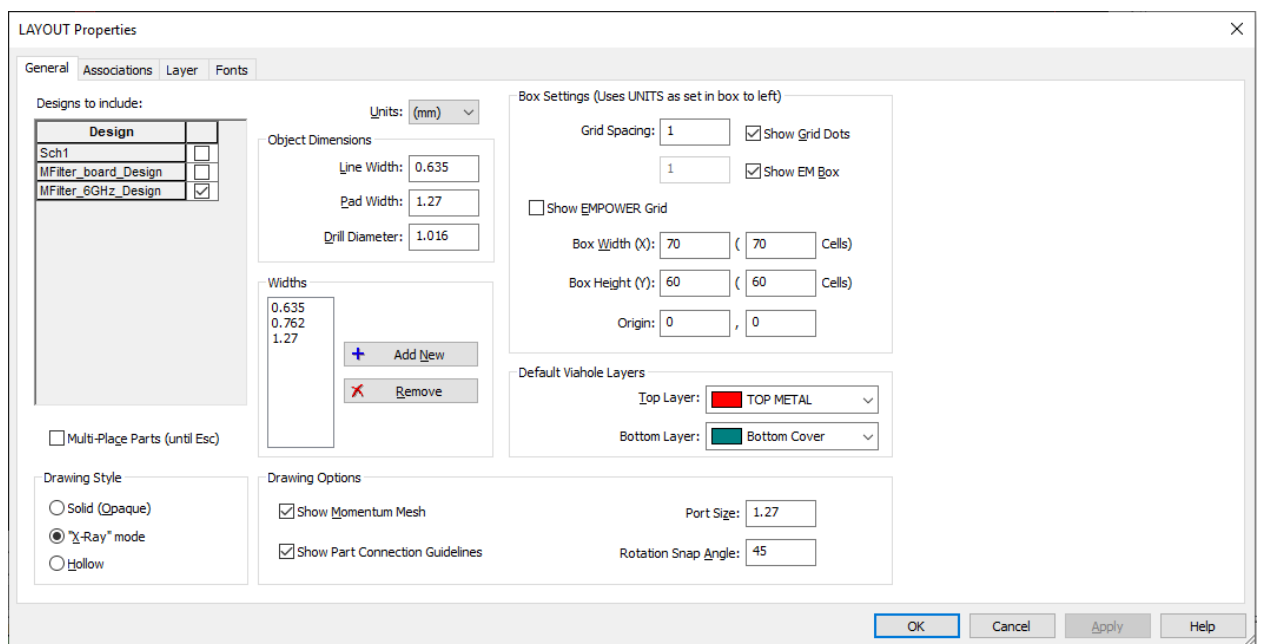 LAYOUT Properties
General Associations Layer Fonts
Designs to include:
Design
Sch1
MFilter_board_Design
MFilter_6GHz_Design
Multi-Place Parts (until Esc)
Drawing Style
Solid (Opaque)
"X-Ray" mode
Hollow
Units: (mm)
Object Dimensions
Line Width: 0.635
Pad Width: 1.27
Drill Diameter: 1.016
Widths
0.635
0.762
1.27
Add New
Remove
Box Settings (Uses UNITS as set in box to left)
Grid Spacing: 1 Show Grid Dots
1 Show EM Box
Show EMPOWER Grid
Box Width (X): 70 ( 70 Cells)
Box Height (Y): 60 ( 60 Cells)
Origin: 0 , 0
Default Viahole Layers
Top Layer: TOP METAL
Bottom Layer: Bottom Cover
Drawing Options
Show Momentum Mesh Port Size: 1.27
Show Part Connection Guidelines Rotation Snap Angle: 45
OK Cancel Apply Help